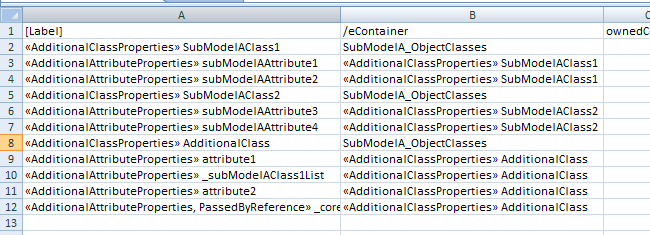 A B C
1 [Label] /eContainer ownedCo
2 «AdditionalClassProperties» SubModelAClass1 SubModelA_ObjectClasses
3 «AdditionalAttributeProperties» subModelAAttribute1 «AdditionalClassProperties» SubModelAClass1
4 «AdditionalAttributeProperties» subModelAAttribute2 «AdditionalClassProperties» SubModelAClass1
5 «AdditionalClassProperties» SubModelAClass2 SubModelA_ObjectClasses
6 «AdditionalAttributeProperties» subModelAAttribute3 «AdditionalClassProperties» SubModelAClass2
7 «AdditionalAttributeProperties» subModelAAttribute4 «AdditionalClassProperties» SubModelAClass2
8 «AdditionalClassProperties» AdditionalClass SubModelA_ObjectClasses
9 «AdditionalAttributeProperties» attribute1 «AdditionalClassProperties» AdditionalClass
10 «AdditionalAttributeProperties» _subModelAClass1List «AdditionalClassProperties» AdditionalClass
11 «AdditionalAttributeProperties» attribute2 «AdditionalClassProperties» AdditionalClass
12 «AdditionalAttributeProperties, PassedByReference» _core «AdditionalClassProperties» AdditionalClass
13